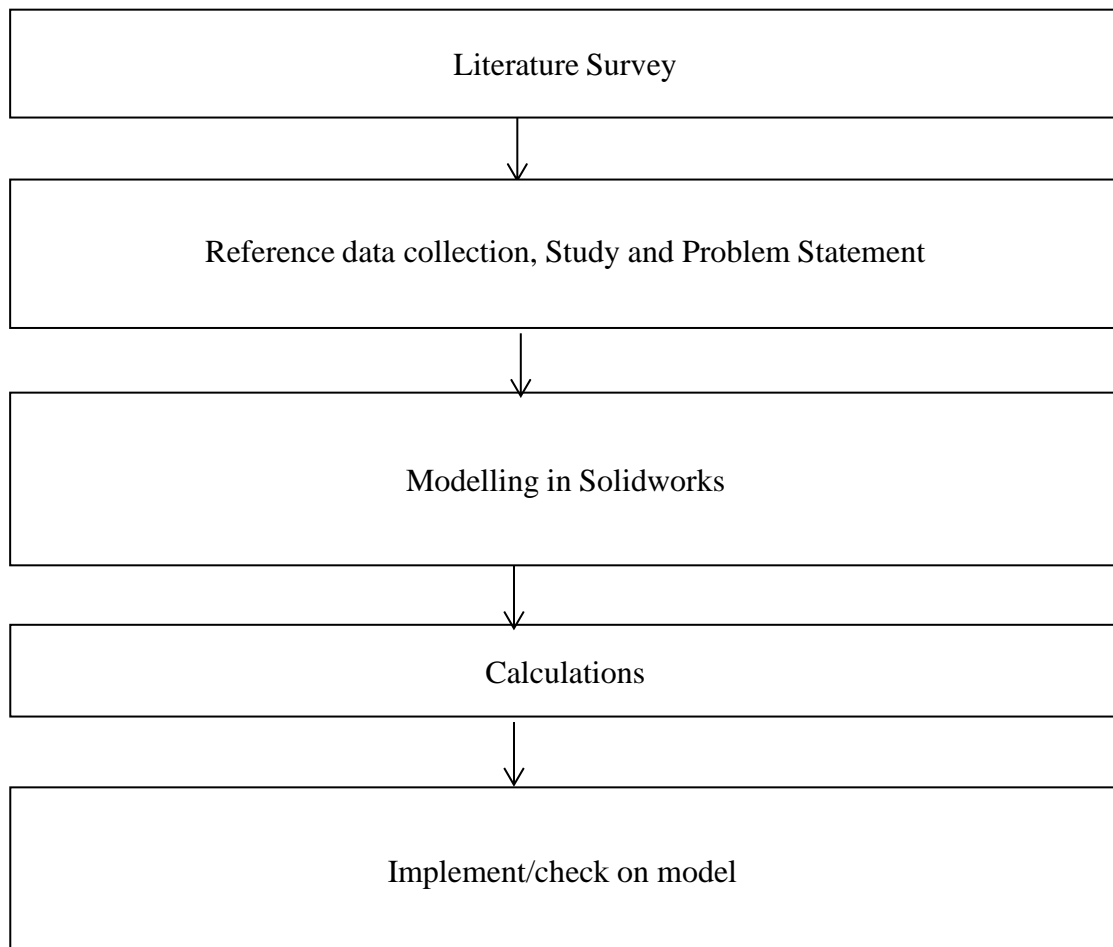 Literature Survey
Reference data collection, Study and Problem Statement
Modelling in Solidworks
Calculations
Implement/check on model